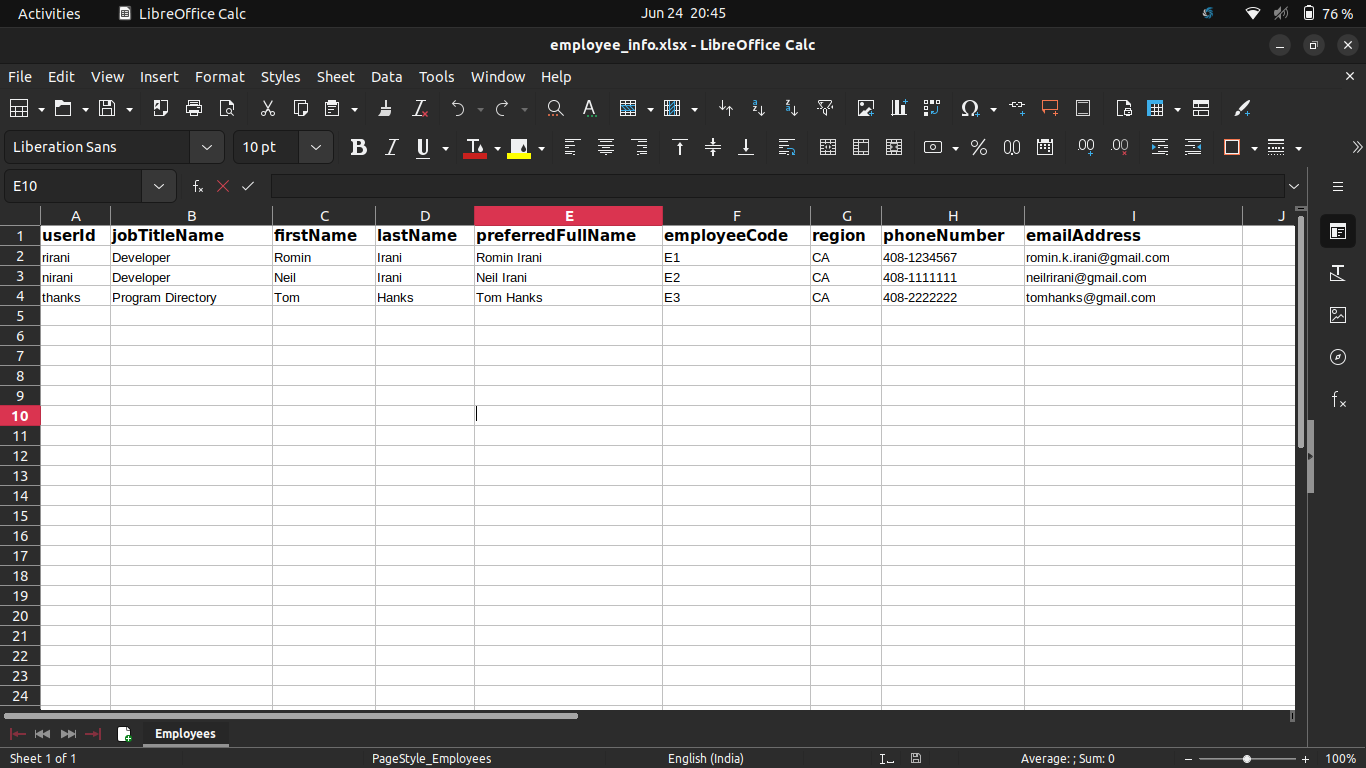 Activities LibreOffice Calc Jun 24 20:45 76 %
employee_info.xlsx - LibreOffice Calc
File Edit View Insert Format Styles Sheet Data Tools Window Help
Liberation Sans 10 pt
E10
A B C D E F G H I J
1 userId jobTitleName firstName lastName preferredFullName employeeCode region phoneNumber emailAddress
2 rirani Developer Romin Irani Romin Irani E1 CA 408-1234567 romin.k.irani@gmail.com
3 nirani Developer Neil Irani Neil Irani E2 CA 408-1111111 neilrirani@gmail.com
4 thanks Program Directory Tom Hanks Tom Hanks E3 CA 408-2222222 tomhanks@gmail.com
5
6
7
8
9
10
11
12
13
14
15
16
17
18
19
20
21
22
23
24
Employees
Sheet 1 of 1 PageStyle_Employees English (India) Average: ; Sum: 0 100%